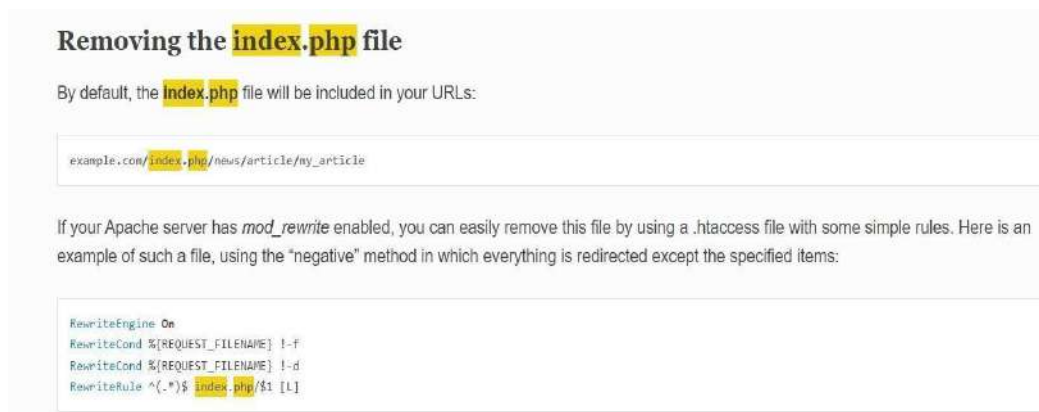 Removing the index.php file
By default, the index.php file will be included in your URLs:
example.com/index.php/news/article/my_article
If your Apache server has mod_rewrite enabled, you can easily remove this file by using a .htaccess file with some simple rules. Here is an
example of such a file, using the “negative” method in which everything is redirected except the specified items:
RewriteEngine On
RewriteCond %{REQUEST_FILENAME} !-f
RewriteCond %{REQUEST_FILENAME} !-d
RewriteRule ^(.*)$ index.php/$1 [L]